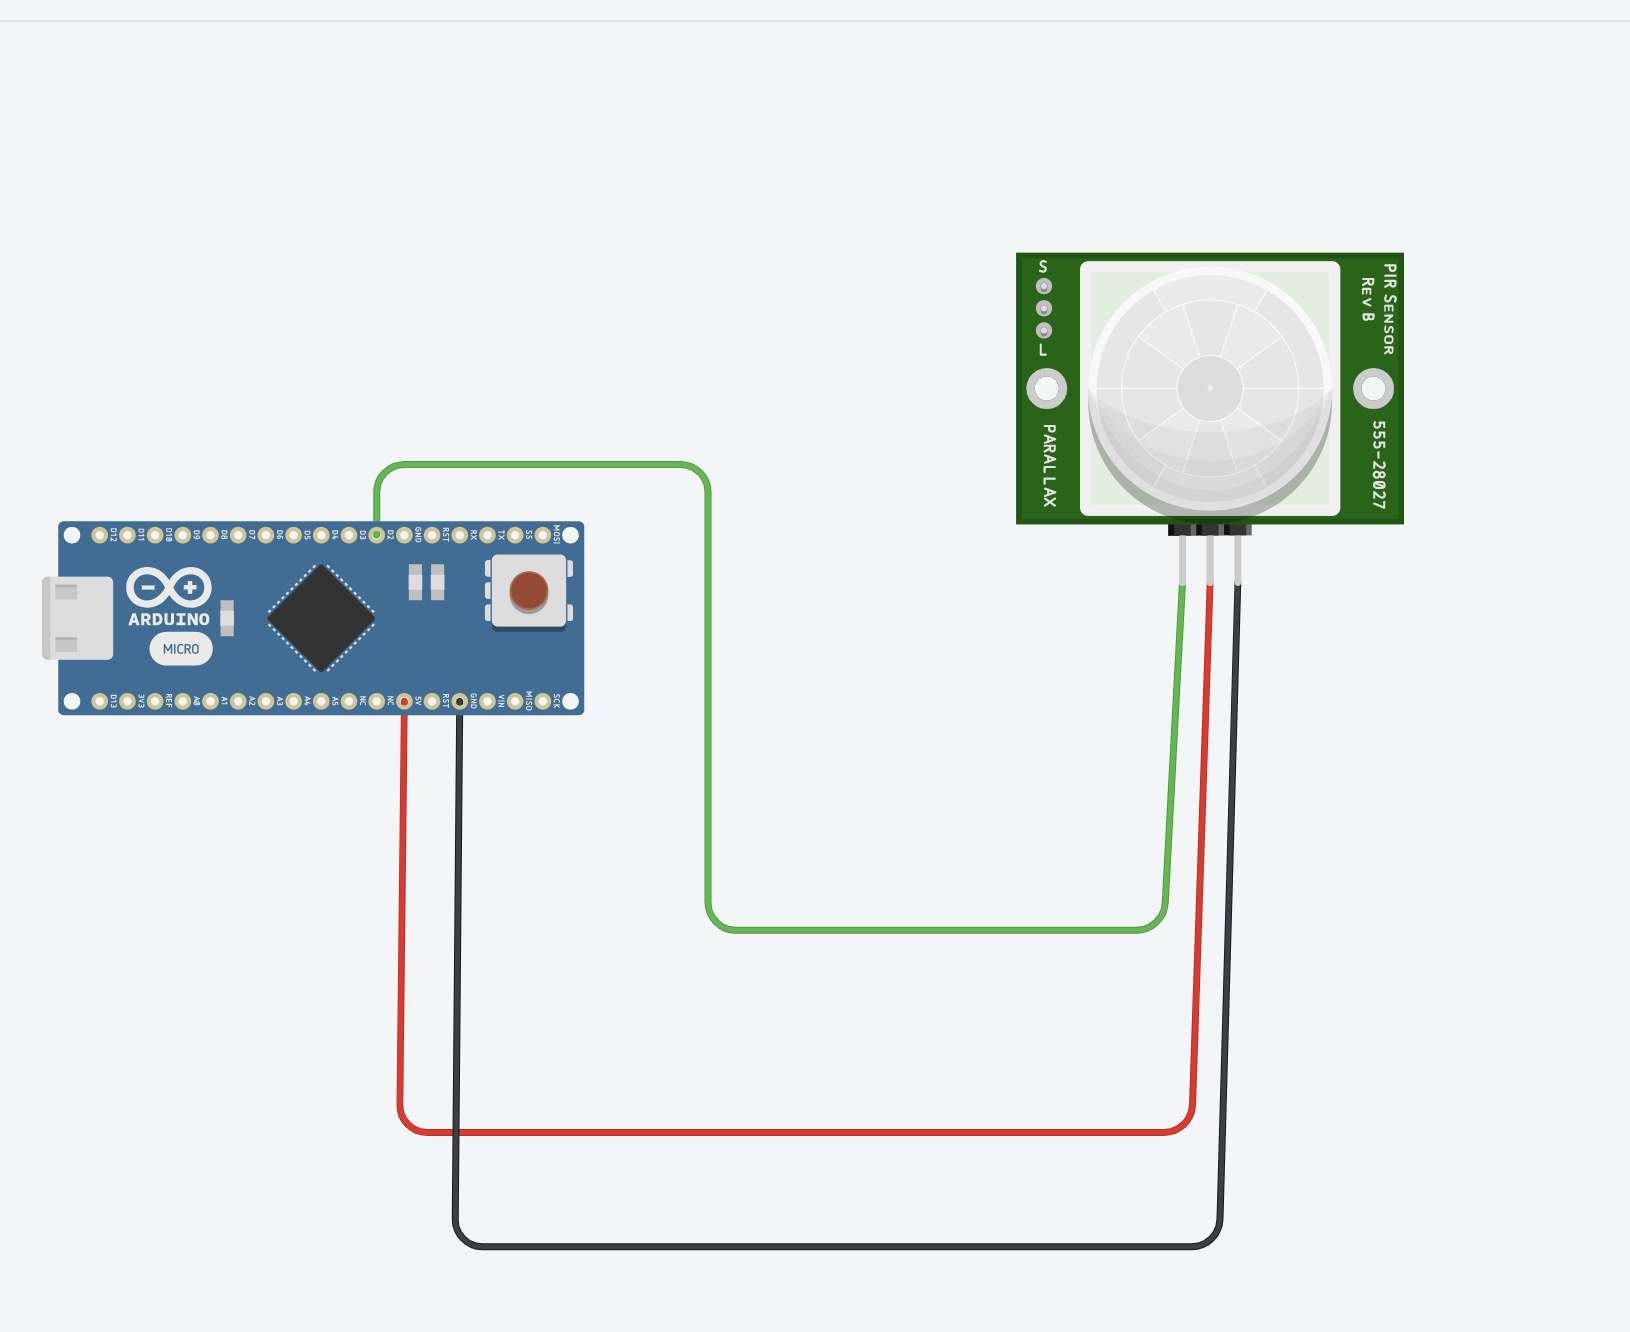 S
L
PIR SENSOR
REV B
PARALLAX
555-28027
D12
D11
D10
D9
D8
D7
D6
D5
D4
D3
D2
GND
RST
RX
TX
SS
MOSI
ARDUINO
MICRO
D13
3V3
REF
A0
A1
A2
A3
A4
A5
NC
NC
5V
RST
GND
VIN
MISO
SCK